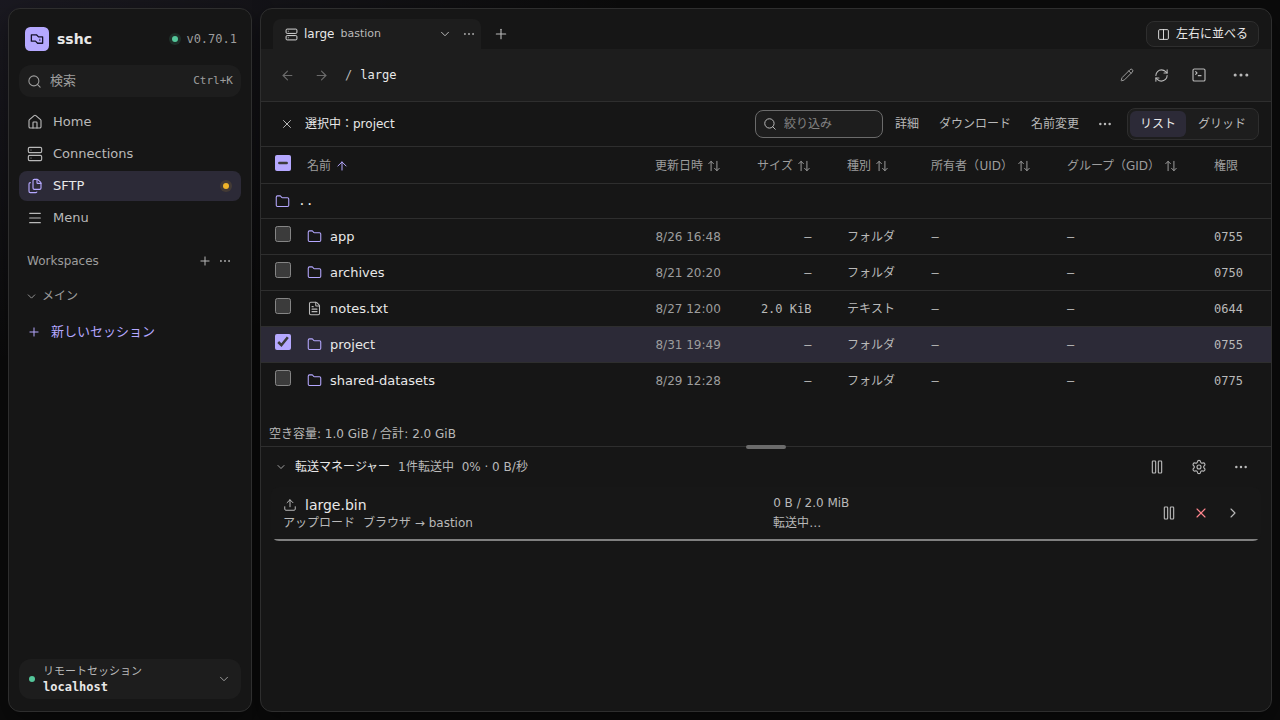 sshc
v0.70.1
検索
Ctrl+K
Home
Connections
SFTP
Menu
Workspaces
メイン
新しいセッション
リモートセッション
localhost
large bastion
左右に並べる
/ large
選択中：project
絞り込み
詳細
ダウンロード
名前変更
リスト
グリッド
名前 更新日時 サイズ 種別 所有者（UID） グループ（GID） 権限
..
app 8/26 16:48 — フォルダ — — 0755
archives 8/21 20:20 — フォルダ — — 0750
notes.txt 8/27 12:00 2.0 KiB テキスト — — 0644
project 8/31 19:49 — フォルダ — — 0755
shared-datasets 8/29 12:28 — フォルダ — — 0775
空き容量: 1.0 GiB / 合計: 2.0 GiB
転送マネージャー 1件転送中 0% · 0 B/秒
large.bin
0 B / 2.0 MiB
アップロード ブラウザ → bastion
転送中…